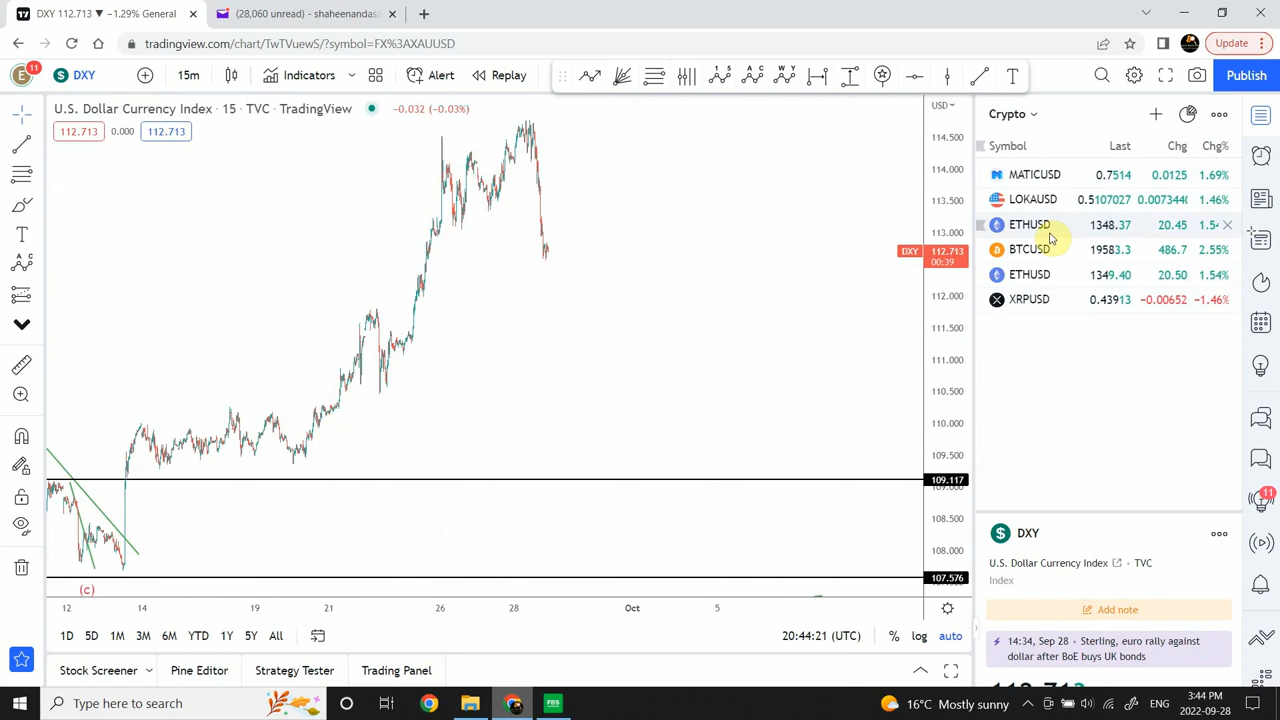 DXY 112.713 ▼ −1.29% General
(28,060 unread) - shaheenandasa
tradingview.com/chart/TwTVuewS/?symbol=FX%3AXAUUSD
Update
E 11 DXY 15m Indicators Alert Replay Publish
U.S. Dollar Currency Index · 15 · TVC · TradingView −0.032 (−0.03%)
112.713 0.000 112.713
USD
114.500
114.000
113.500
113.000
DXY 112.713
00:39
112.000
111.500
111.000
110.500
110.000
109.500
109.117
108.500
108.000
107.576
(c)
12 14 19 21 26 28 Oct 5
1D 5D 1M 3M 6M YTD 1Y 5Y All 20:44:21 (UTC) % log auto
Stock Screener Pine Editor Strategy Tester Trading Panel
Crypto
Symbol Last Chg Chg%
MATICUSD 0.7514 0.0125 1.69%
LOKAUSD 0.5107027 0.0073440 1.46%
ETHUSD 1348.37 20.45 1.54
BTCUSD 19583.3 486.7 2.55%
ETHUSD 1349.40 20.50 1.54%
XRPUSD 0.43913 −0.00652 −1.46%
11
DXY
U.S. Dollar Currency Index · TVC
Index
Add note
14:34, Sep 28 • Sterling, euro rally against
dollar after BoE buys UK bonds
Type here to search
FBS
16°C Mostly sunny
ENG
3:44 PM
2022-09-28